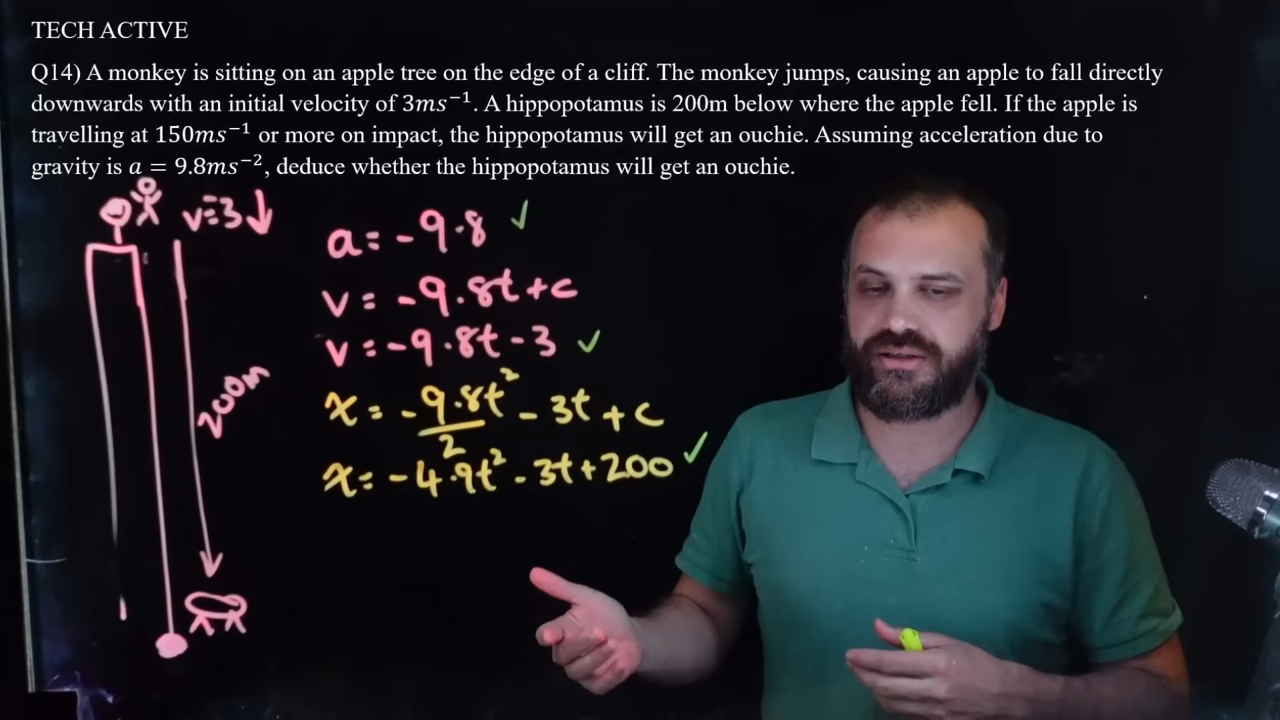 TECH ACTIVE
Q14) A monkey is sitting on an apple tree on the edge of a cliff. The monkey jumps, causing an apple to fall directly
downwards with an initial velocity of 3ms⁻¹. A hippopotamus is 200m below where the apple fell. If the apple is
travelling at 150ms⁻¹ or more on impact, the hippopotamus will get an ouchie. Assuming acceleration due to
gravity is a = 9.8ms⁻², deduce whether the hippopotamus will get an ouchie.
v=3↓
200m
a = -9.8 ✓
v = -9.8t + c
v = -9.8t - 3 ✓
x = -9.8t²/2 - 3t + c
x = -4.9t² - 3t + 200 ✓